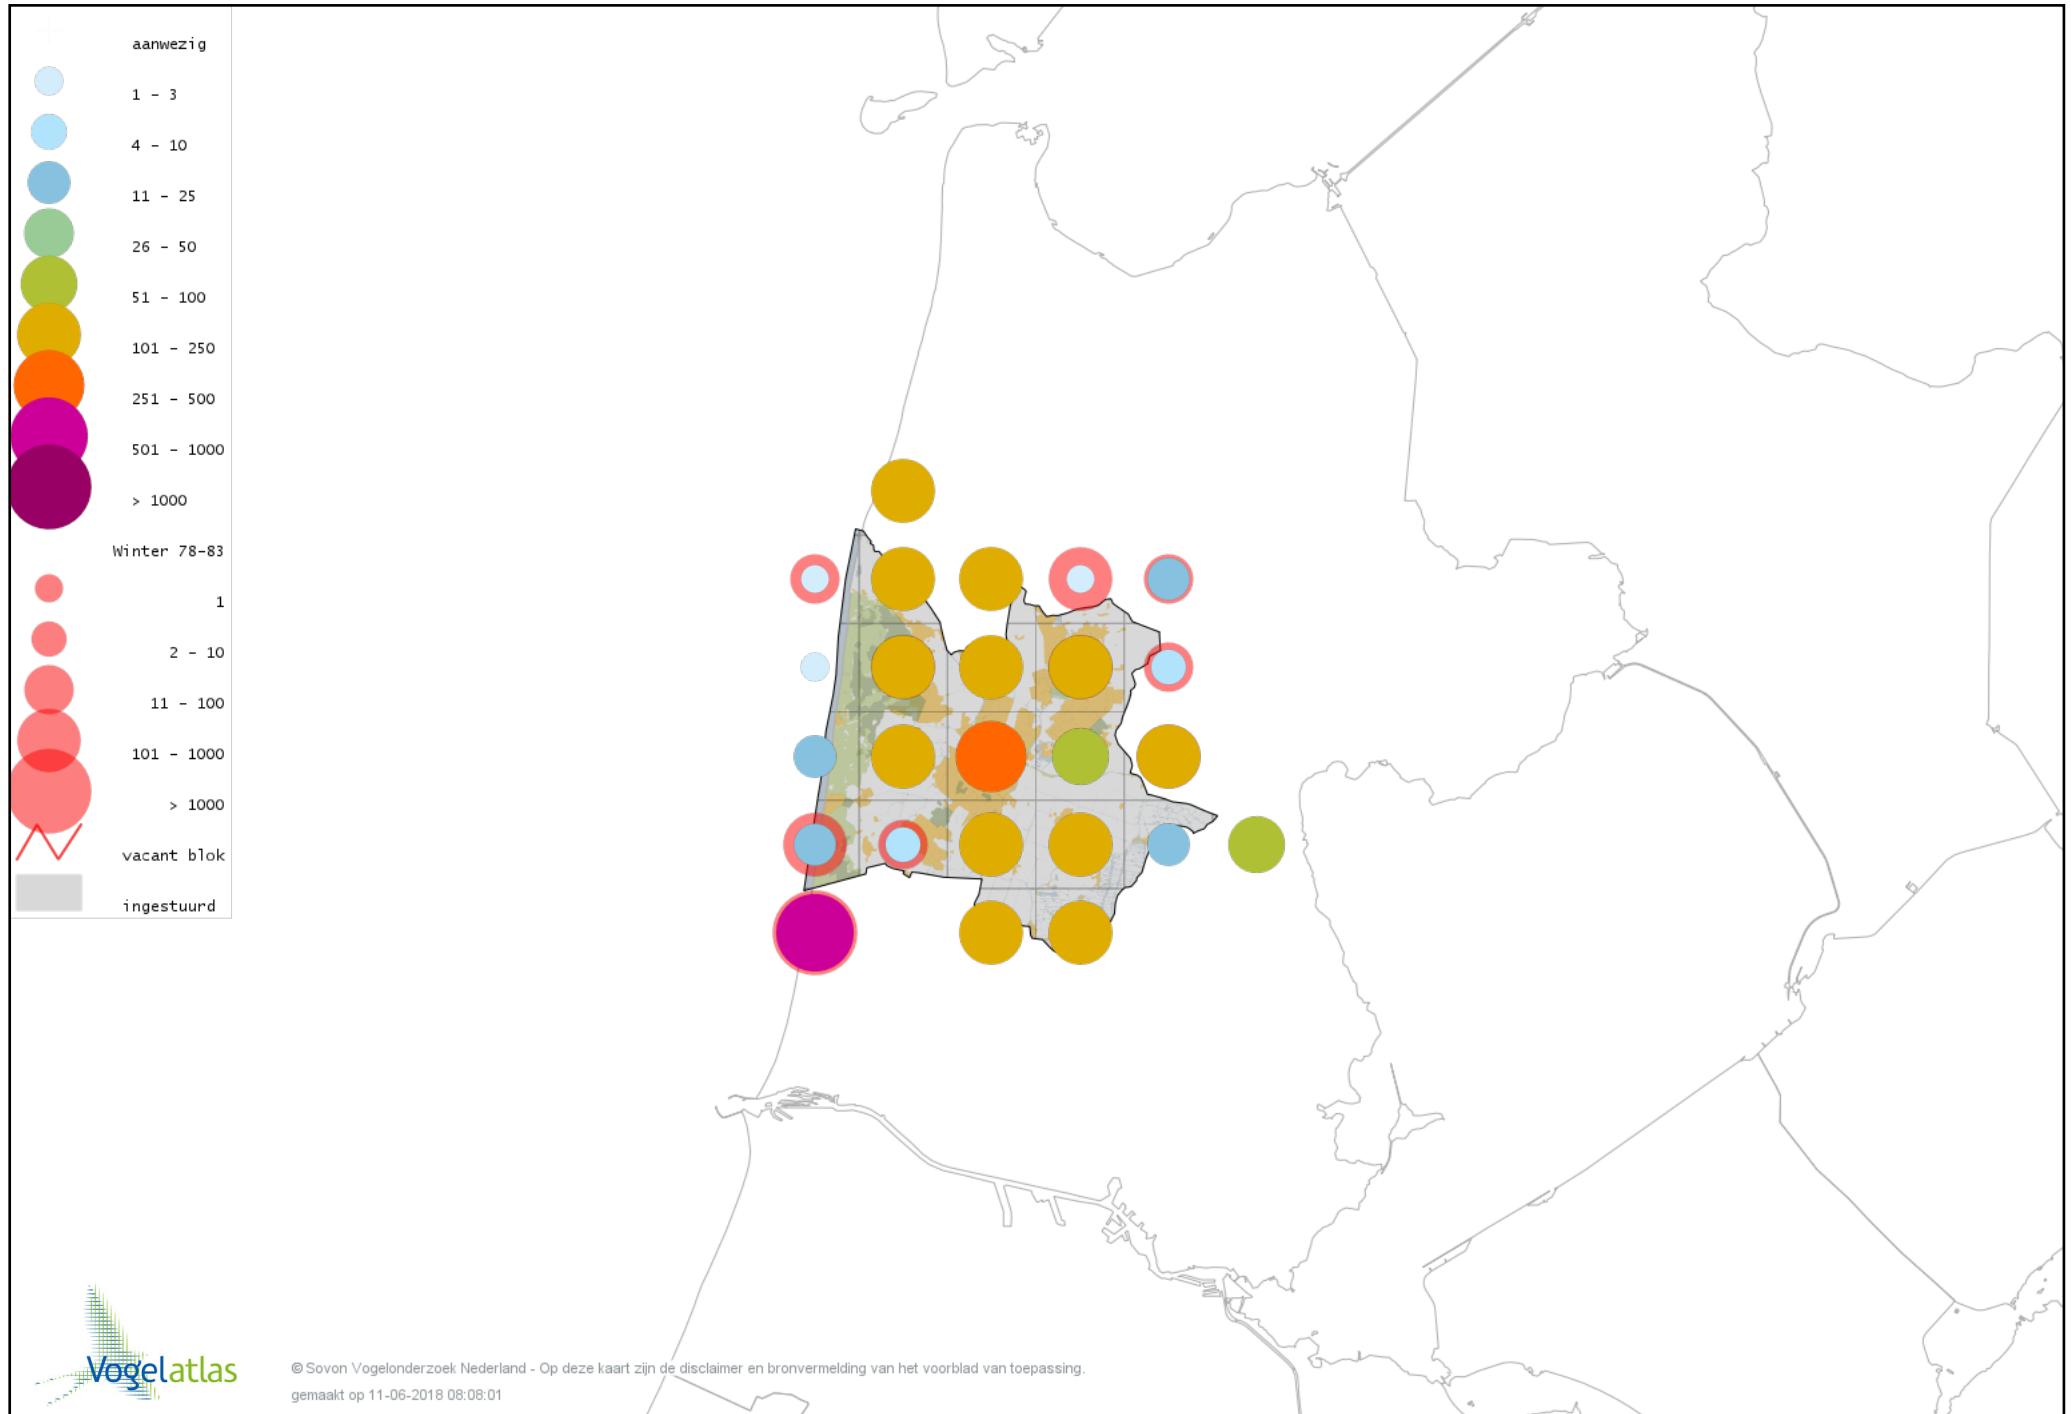 aanwezig
1 – 3
4 – 10
11 – 25
26 – 50
51 – 100
101 – 250
251 – 500
501 – 1000
> 1000
Winter 78-83
1
2 – 10
11 – 100
101 – 1000
> 1000
vacant blok
ingestuurd
Vogelatlas
© Sovon Vogelonderzoek Nederland - Op deze kaart zijn de disclaimer en bronvermelding van het voorblad van toepassing.
gemaakt op 11-06-2018 08:08:01